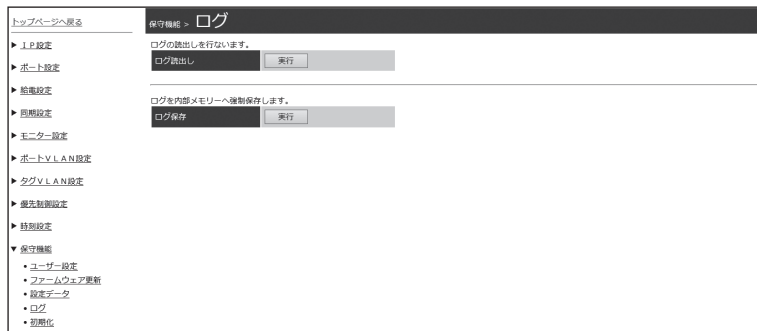 トップページへ戻る
▶ ＩＰ設定
▶ ポート設定
▶ 給電設定
▶ 同期設定
▶ モニター設定
▶ ポートＶＬＡＮ設定
▶ タグＶＬＡＮ設定
▶ 優先制御設定
▶ 時刻設定
▼ 保守機能
• ユーザー設定
• ファームウェア更新
• 設定データ
• ログ
• 初期化
保守機能 > ログ
ログの読出しを行ないます。
ログ読出し 実行
ログを内部メモリーへ強制保存します。
ログ保存 実行